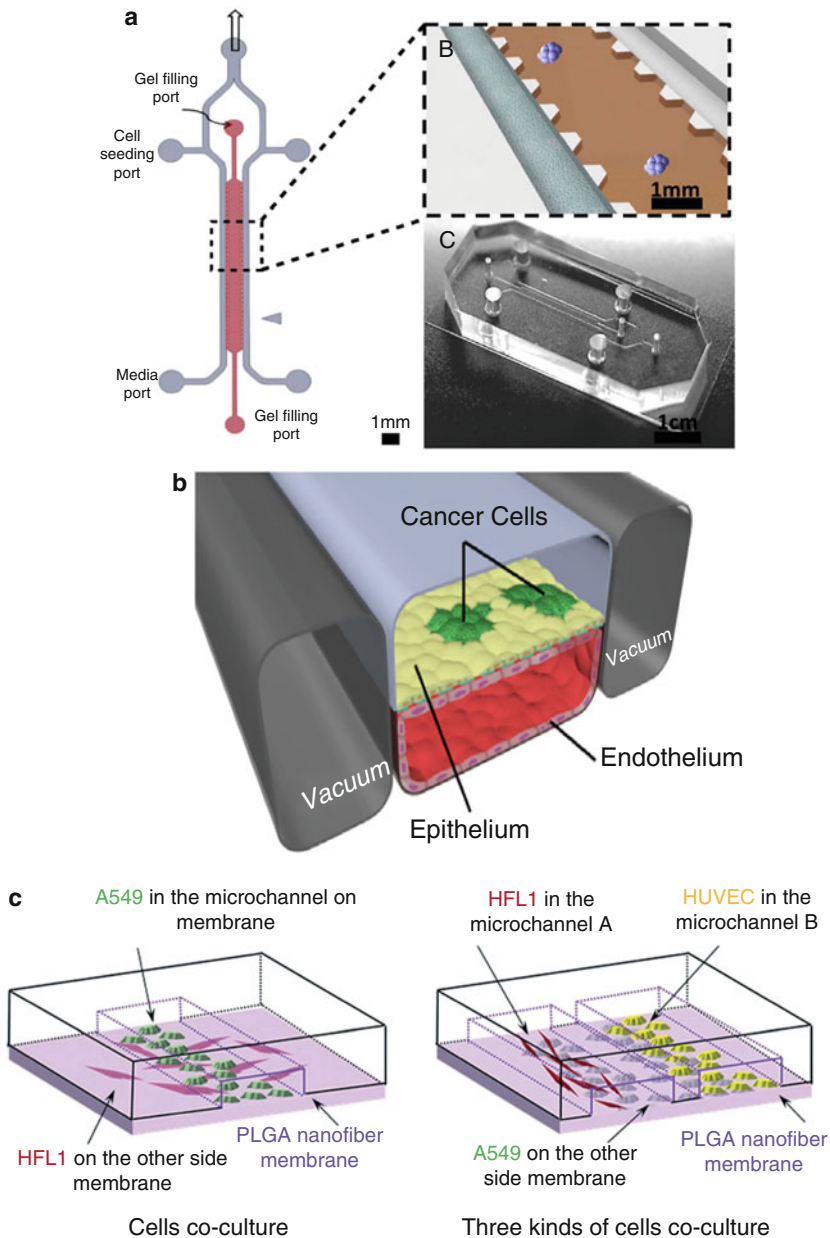 a
Gel filling
port
Cell
seeding
port
Media
port
Gel filling
port
1mm
B
1mm
C
1cm
b
Cancer Cells
Vacuum
Vacuum
Endothelium
Epithelium
c
A549 in the microchannel on
membrane
HFL1 on the other side
membrane
PLGA nanofiber
membrane
Cells co-culture
HFL1 in the
microchannel A
HUVEC in the
microchannel B
A549 on the other
side membrane
PLGA nanofiber
membrane
Three kinds of cells co-culture